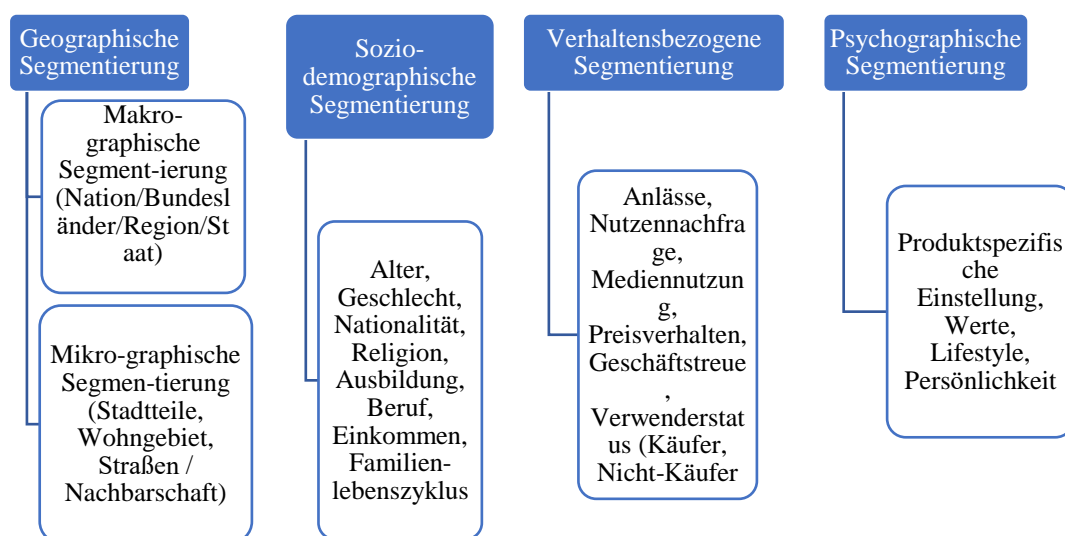 Geographische
Segmentierung
Makro-
graphische
Segment-ierung
(Nation/Bundesl
änder/Region/St
aat)
Mikro-graphische
Segmen-tierung
(Stadtteile,
Wohngebiet,
Straßen /
Nachbarschaft)
Sozio-
demographische
Segmentierung
Alter,
Geschlecht,
Nationalität,
Religion,
Ausbildung,
Beruf,
Einkommen,
Familien-
lebenszyklus
Verhaltensbezogene
Segmentierung
Anlässe,
Nutzennachfra
ge,
Mediennutzun
g,
Preisverhalten,
Geschäftstreue
,
Verwenderstat
us (Käufer,
Nicht-Käufer
Psychographische
Segmentierung
Produktspezifis
che
Einstellung,
Werte,
Lifestyle,
Persönlichkeit